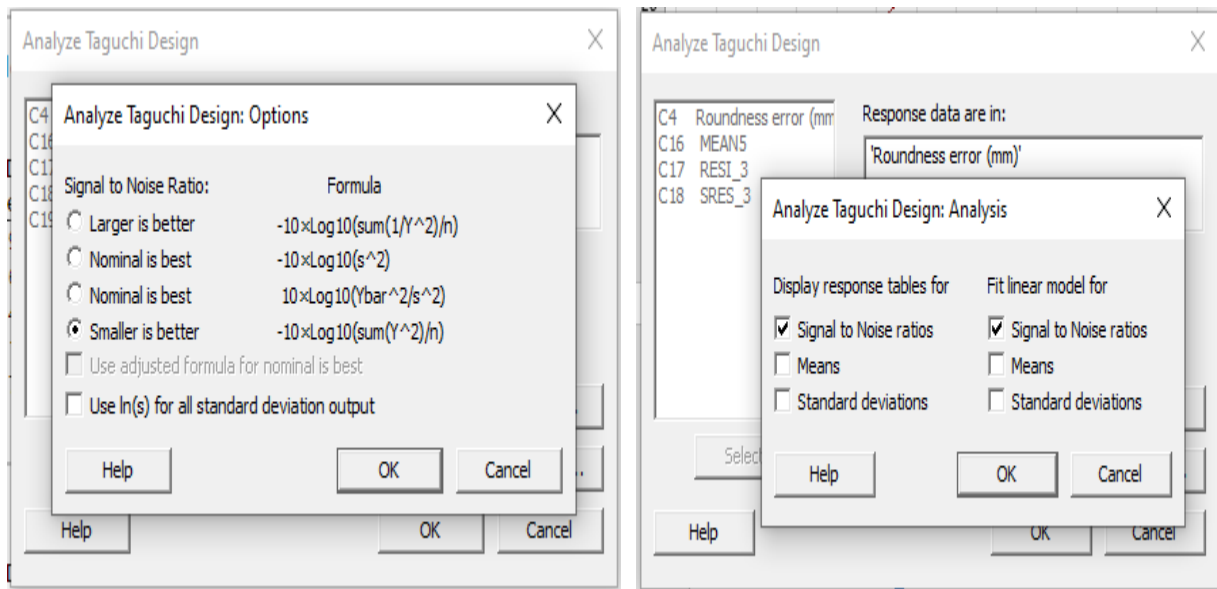 Analyze Taguchi Design
C4
C16
C17
C18
C19
Analyze Taguchi Design: Options
Signal to Noise Ratio: Formula
Larger is better -10×Log10(sum(1/Y^2)/n)
Nominal is best -10×Log10(s^2)
Nominal is best 10×Log10(Ybar^2/s^2)
Smaller is better -10×Log10(sum(Y^2)/n)
Use adjusted formula for nominal is best
Use ln(s) for all standard deviation output
Help OK Cancel
Help OK Cancel
Analyze Taguchi Design
C4 Roundness error (mm
C16 MEAN5
C17 RESI_3
C18 SRES_3
Response data are in:
'Roundness error (mm)'
Analyze Taguchi Design: Analysis
Display response tables for Fit linear model for
Signal to Noise ratios Signal to Noise ratios
Means Means
Standard deviations Standard deviations
Help OK Cancel
Select
Help OK Cancel